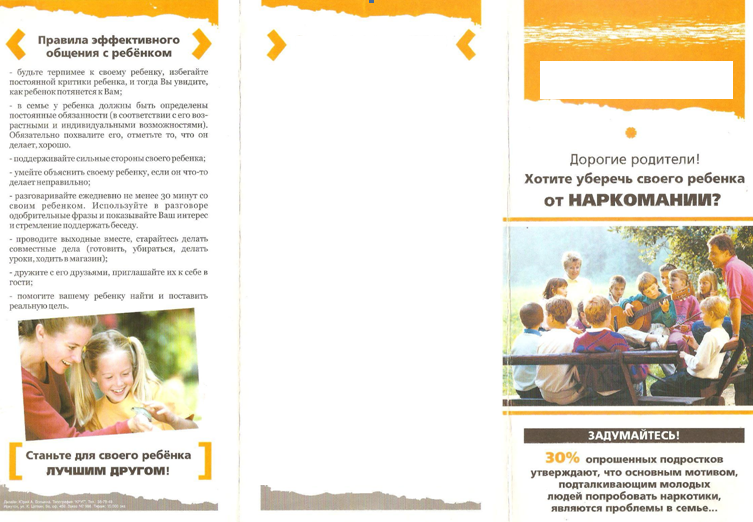 Правила эффективного
общения с ребёнком
- будьте терпимее к своему ребенку, избегайте
постоянной критики ребенка, и тогда Вы увидите,
как ребенок потянется к Вам;
- в семье у ребенка должны быть определены
постоянные обязанности (в соответствии с его воз-
растными и индивидуальными возможностями).
Обязательно похвалите его, отметьте то, что он
делает, хорошо.
- поддерживайте сильные стороны своего ребенка;
- умейте объяснить своему ребенку, если он что-то
делает неправильно;
- разговаривайте ежедневно не менее 30 минут со
своим ребенком. Используйте в разговоре
одобрительные фразы и показывайте Ваш интерес
и стремление поддержать беседу.
- проводите выходные вместе, старайтесь делать
совместные дела (готовить, убираться, делать
уроки, ходить в магазин);
- дружите с его друзьями, приглашайте их к себе в
гости;
- помогите вашему ребенку найти и поставить
реальную цель.
Станьте для своего ребёнка
ЛУЧШИМ ДРУГОМ!
Дорогие родители!
Хотите уберечь своего ребенка
от НАРКОМАНИИ?
ЗАДУМАЙТЕСЬ!
30% опрошенных подростков
утверждают, что основным мотивом,
подталкивающим молодых
людей попробовать наркотики,
являются проблемы в семье...